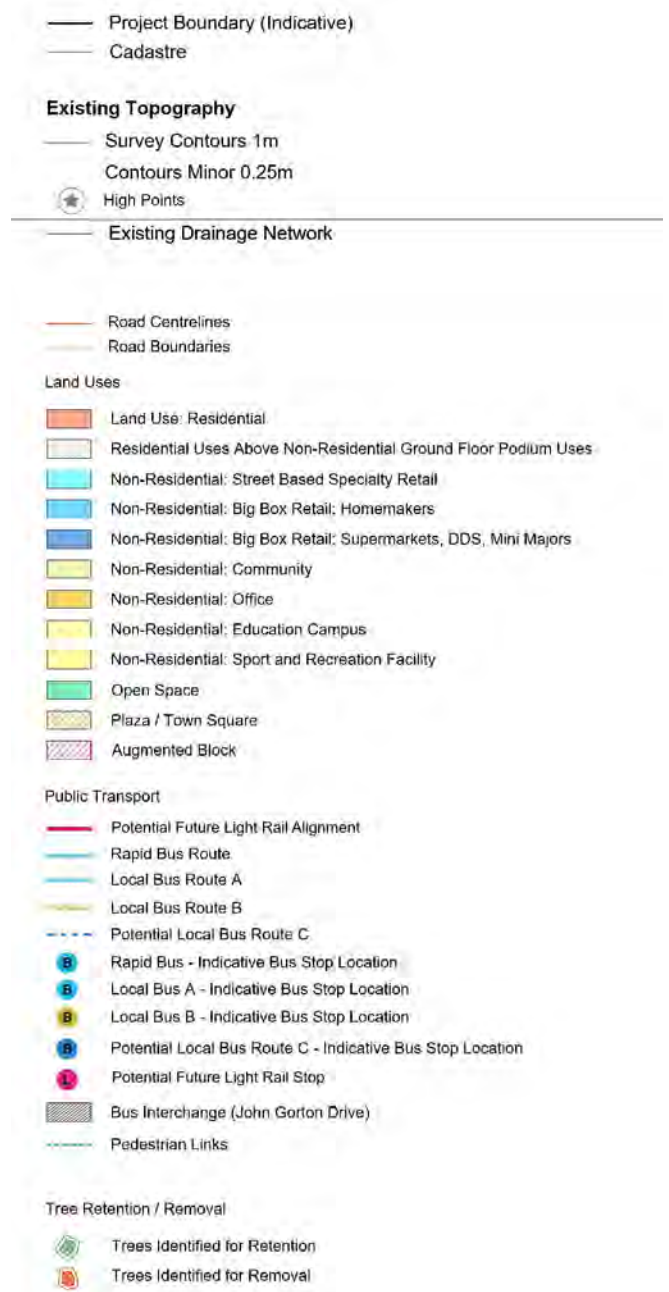 Project Boundary (Indicative)
Cadastre
Existing Topography
Survey Contours 1m
Contours Minor 0.25m
High Points
Existing Drainage Network
Road Centrelines
Road Boundaries
Land Uses
Land Use: Residential
Residential Uses Above Non-Residential Ground Floor Podium Uses
Non-Residential: Street Based Specialty Retail
Non-Residential: Big Box Retail: Homemakers
Non-Residential: Big Box Retail: Supermarkets, DDS, Mini Majors
Non-Residential: Community
Non-Residential: Office
Non-Residential: Education Campus
Non-Residential: Sport and Recreation Facility
Open Space
Plaza / Town Square
Augmented Block
Public Transport
Potential Future Light Rail Alignment
Rapid Bus Route
Local Bus Route A
Local Bus Route B
Potential Local Bus Route C
B Rapid Bus - Indicative Bus Stop Location
B Local Bus A - Indicative Bus Stop Location
B Local Bus B - Indicative Bus Stop Location
B Potential Local Bus Route C - Indicative Bus Stop Location
L Potential Future Light Rail Stop
Bus Interchange (John Gorton Drive)
Pedestrian Links
Tree Retention / Removal
Trees Identified for Retention
Trees Identified for Removal